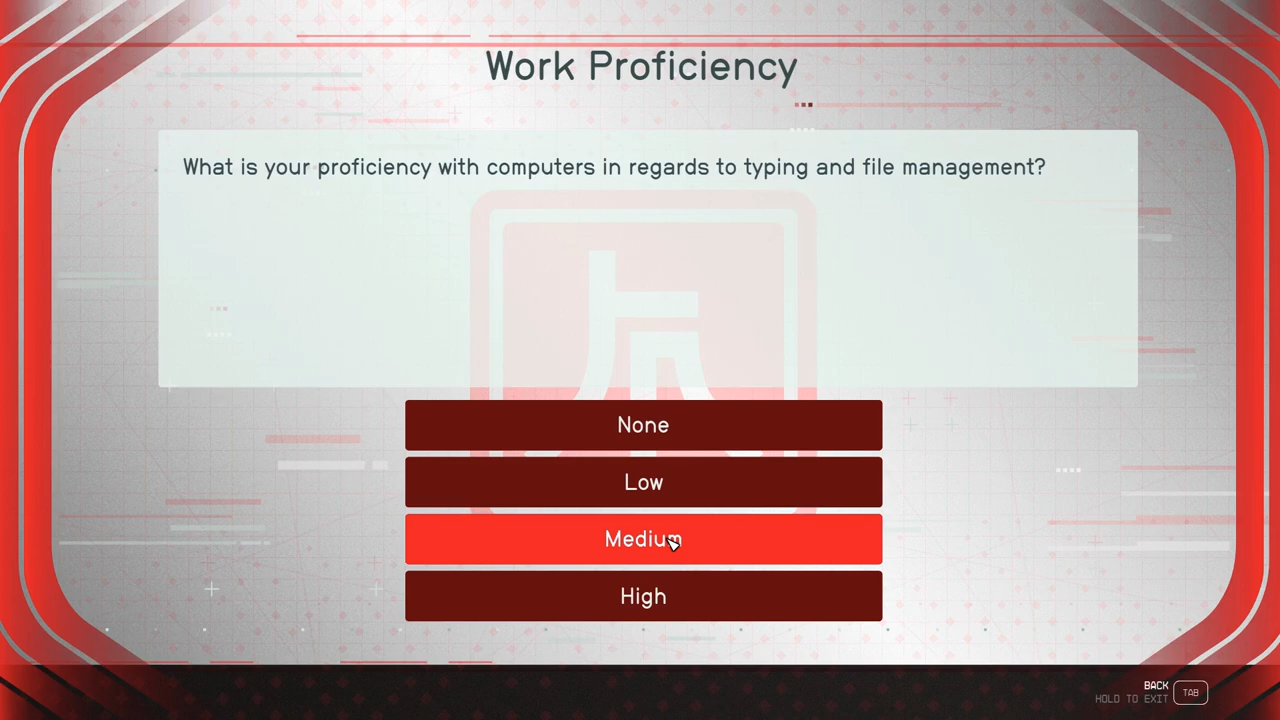 Work Proficiency
What is your proficiency with computers in regards to typing and file management?
None
Low
Medium
High
BACK
HOLD TO EXIT TAB